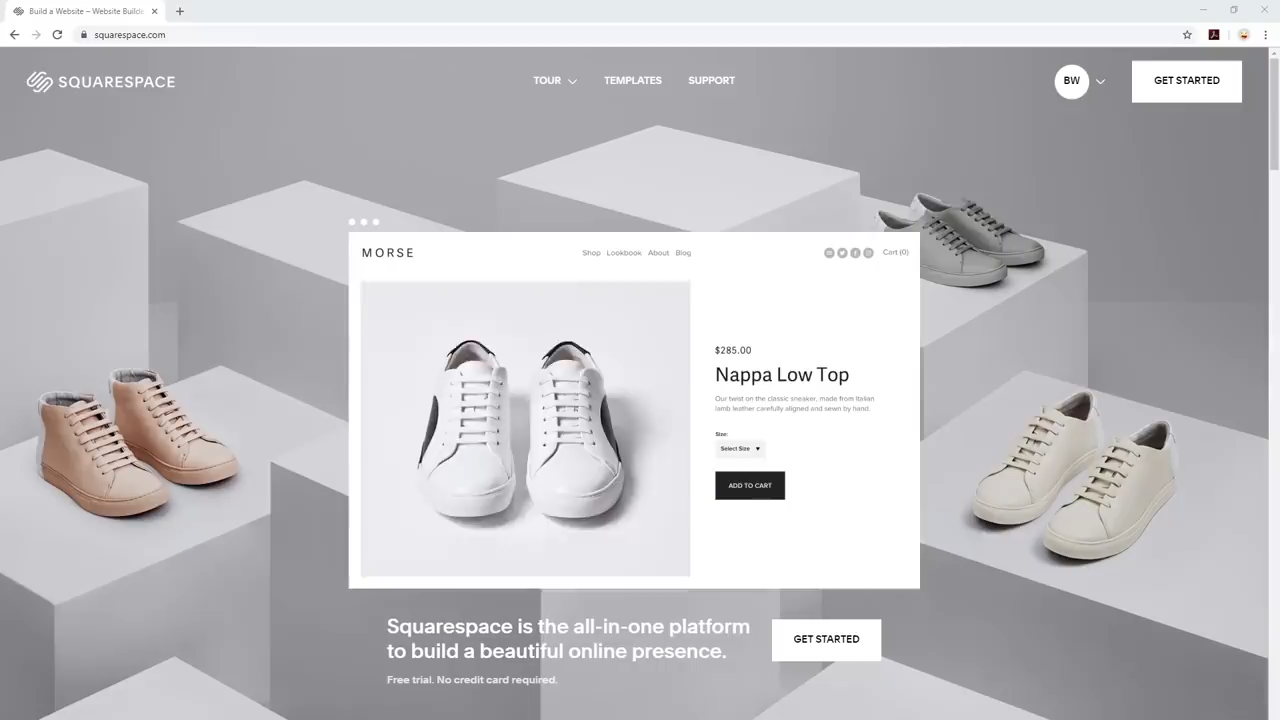 Build a Website – Website Builde
squarespace.com
SQUARESPACE
TOUR
TEMPLATES
SUPPORT
BW
GET STARTED
MORSE
Shop Lookbook About Blog
Cart (0)
$285.00
Nappa Low Top
Our twist on the classic sneaker, made from Italian
lamb leather carefully aligned and sewn by hand.
Size:
Select Size
ADD TO CART
Squarespace is the all-in-one platform
to build a beautiful online presence.
GET STARTED
Free trial. No credit card required.